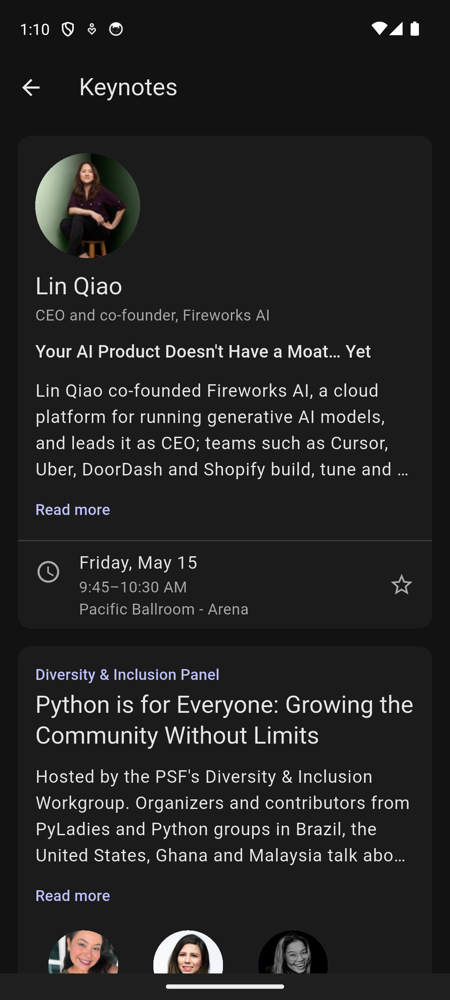 1:10
Keynotes
Lin Qiao
CEO and co-founder, Fireworks AI
Your AI Product Doesn't Have a Moat… Yet
Lin Qiao co-founded Fireworks AI, a cloud
platform for running generative AI models,
and leads it as CEO; teams such as Cursor,
Uber, DoorDash and Shopify build, tune and …
Read more
Friday, May 15
9:45–10:30 AM
Pacific Ballroom - Arena
Diversity & Inclusion Panel
Python is for Everyone: Growing the
Community Without Limits
Hosted by the PSF's Diversity & Inclusion
Workgroup. Organizers and contributors from
PyLadies and Python groups in Brazil, the
United States, Ghana and Malaysia talk abo…
Read more